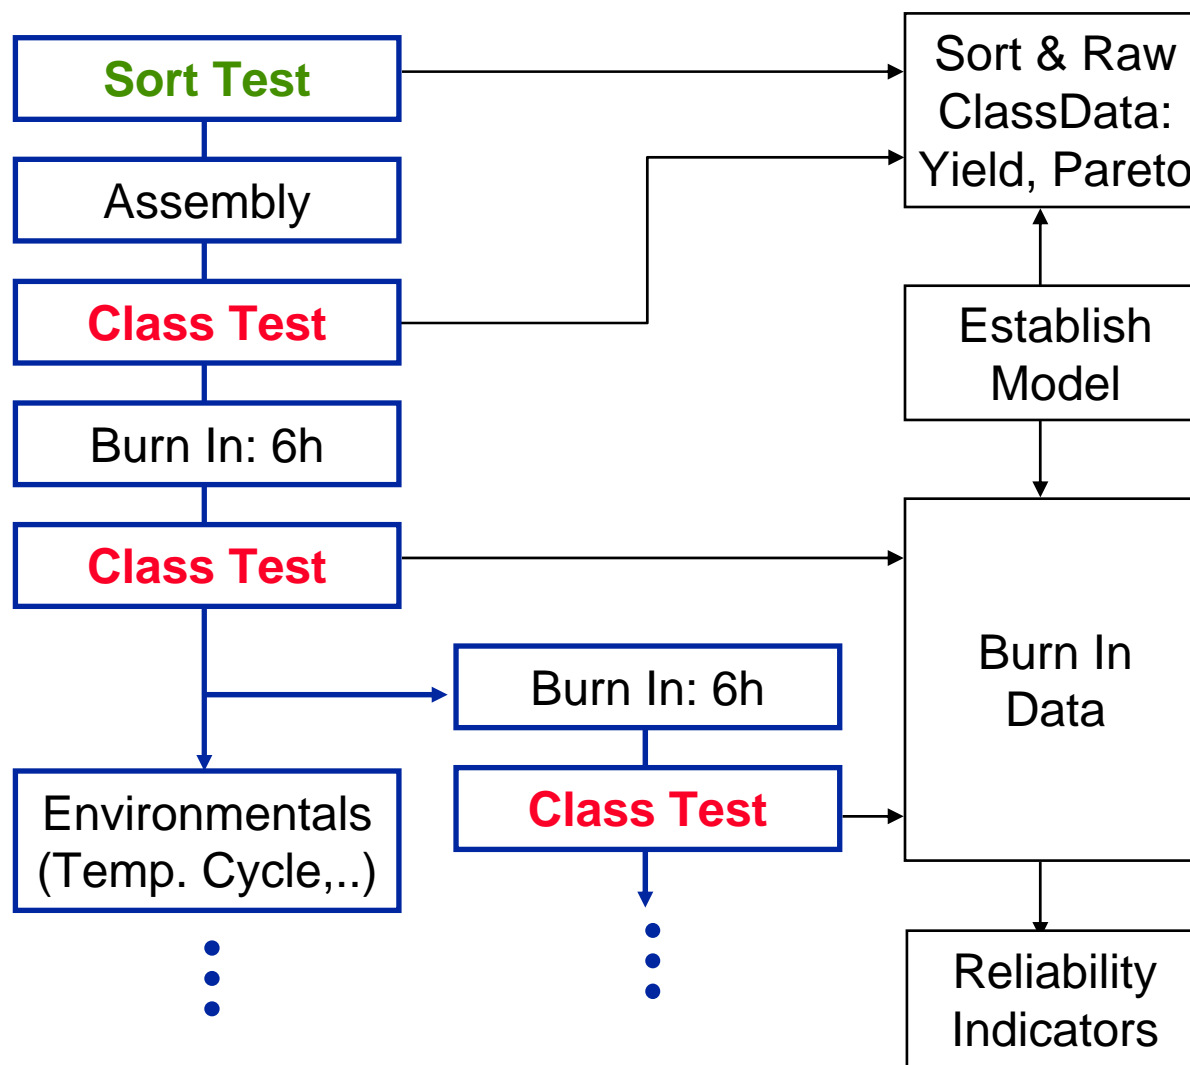 Sort Test
Assembly
Class Test
Burn In: 6h
Class Test
Environmentals
(Temp. Cycle,..)
Burn In: 6h
Class Test
Sort & Raw
ClassData:
Yield, Pareto
Establish
Model
Burn In
Data
Reliability
Indicators